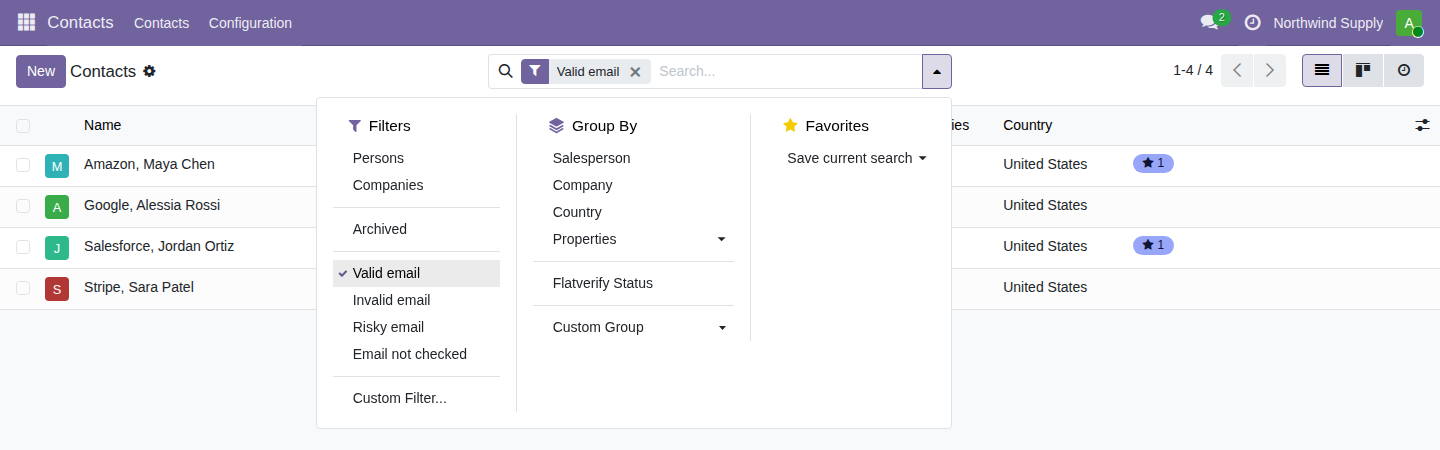 Contacts Contacts Configuration 2 Northwind Supply A
New Contacts Valid email Search... 1-4 / 4
Name ies Country
M Amazon, Maya Chen United States 1
A Google, Alessia Rossi United States
J Salesforce, Jordan Ortiz United States 1
S Stripe, Sara Patel United States
Filters
Persons
Companies
Archived
Valid email
Invalid email
Risky email
Email not checked
Custom Filter...
Group By
Salesperson
Company
Country
Properties
Flatverify Status
Custom Group
Favorites
Save current search